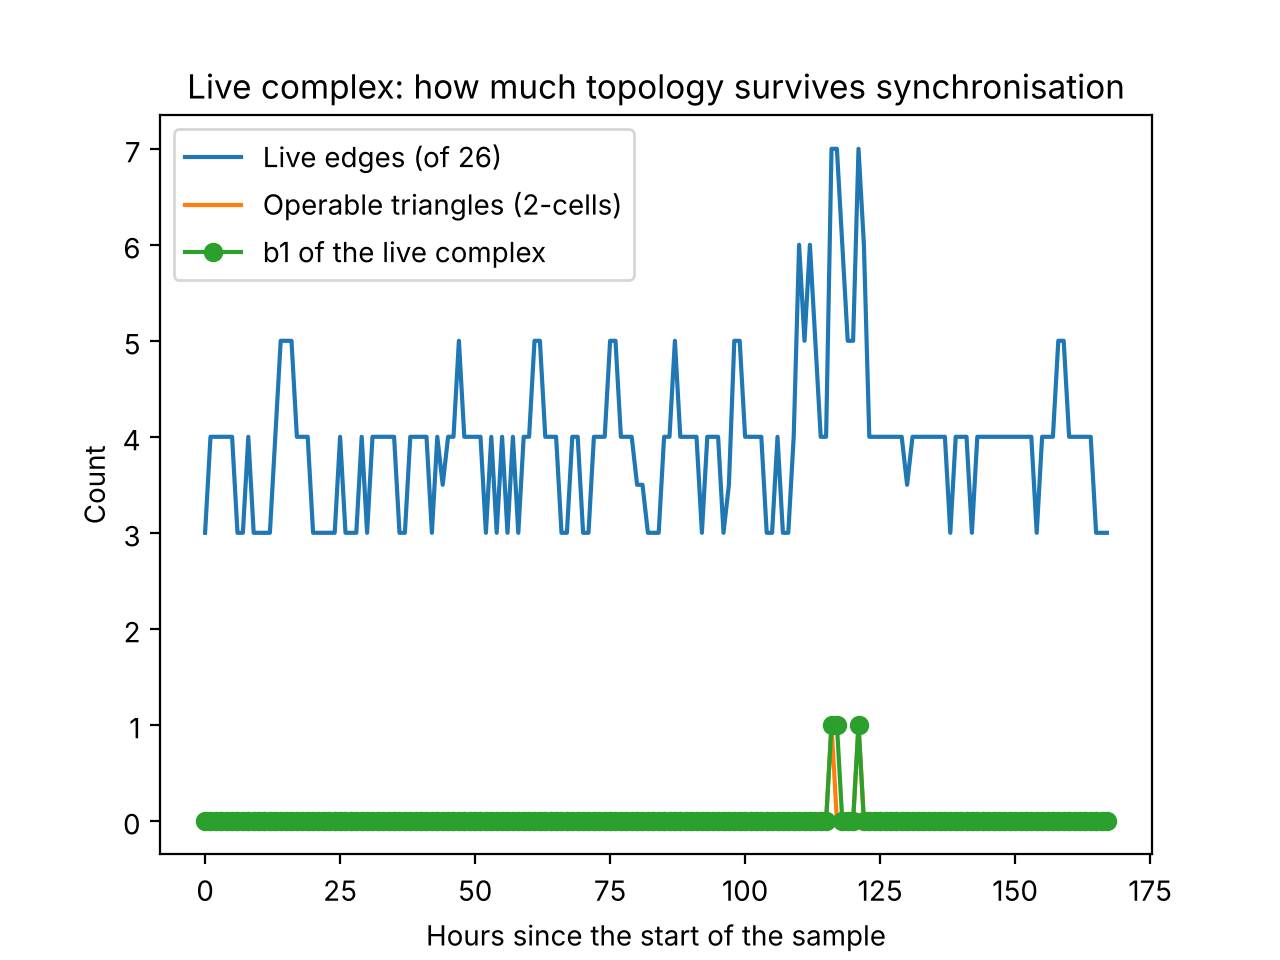 Live complex: how much topology survives synchronisation
Live edges (of 26)
Operable triangles (2-cells)
b1 of the live complex
7
6
5
4
3
2
1
0
Count
0 25 50 75 100 125 150 175
Hours since the start of the sample